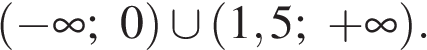 (−∞; 0) ∪ (1,5; +∞).